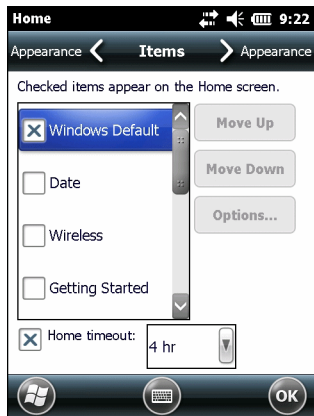 Home 9:22
Appearance Items Appearance
Checked items appear on the Home screen.
Windows Default
Date
Wireless
Getting Started
Move Up
Move Down
Options...
Home timeout: 4 hr
OK